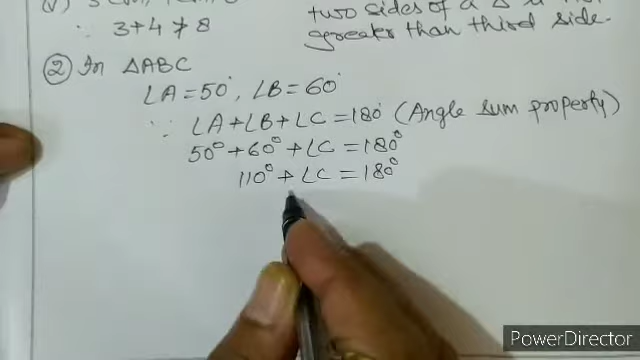 ∵ 3+4 ≯ 8
two sides of a Δ is not
greater than third side.
② In ΔABC
∠A = 50°, ∠B = 60°
∵ ∠A + ∠B + ∠C = 180° (Angle sum property)
50° + 60° + ∠C = 180°
110° + ∠C = 180°
PowerDirector